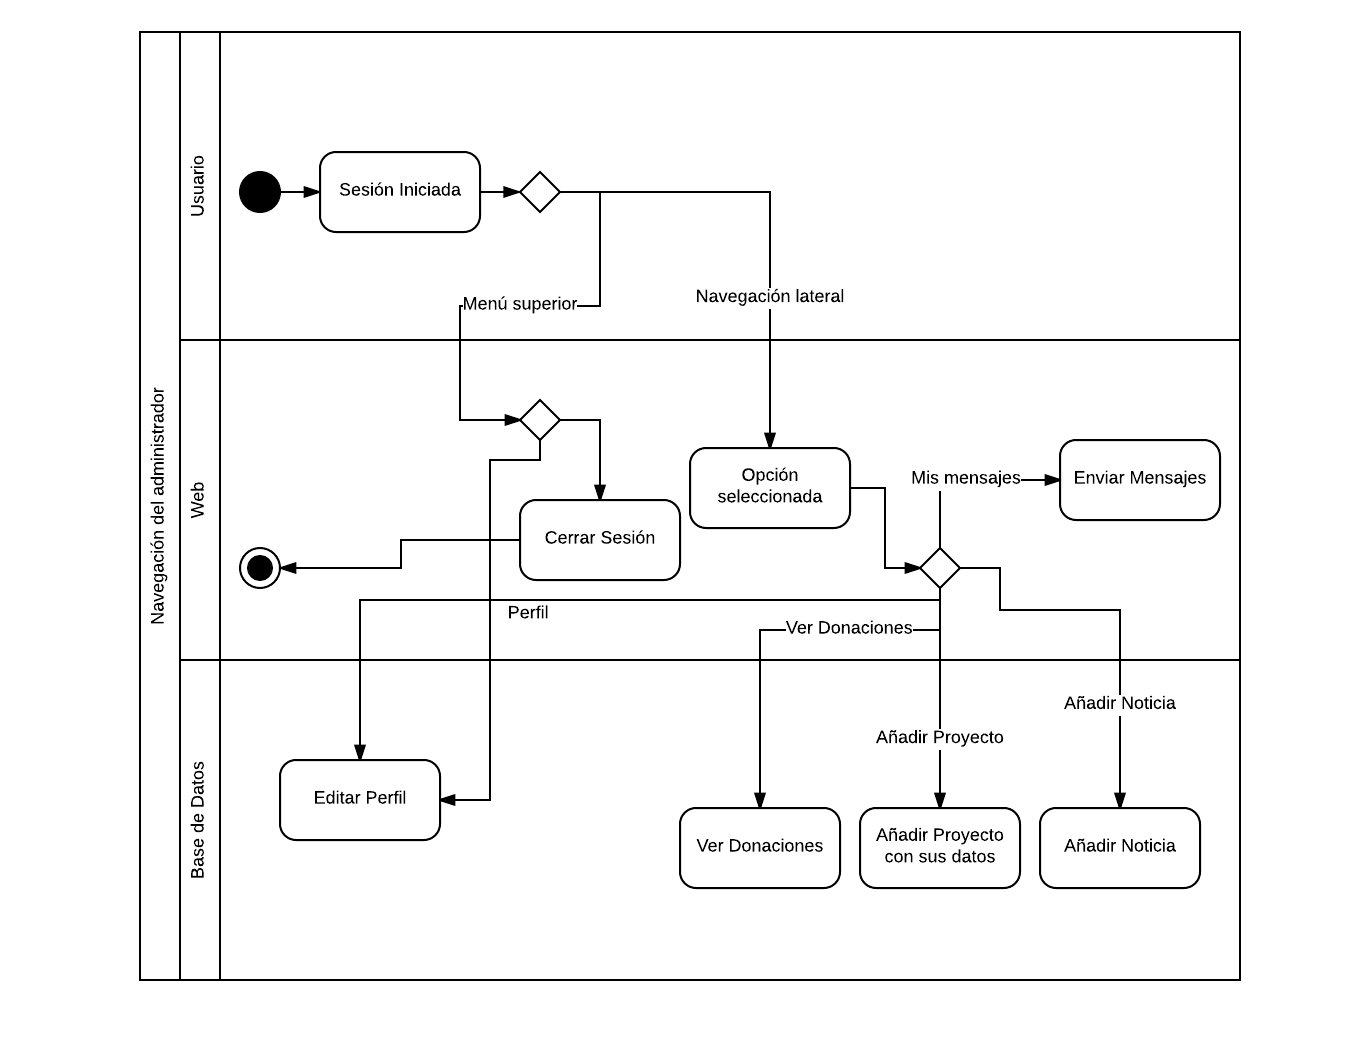 Navegación del administrador
Usuario
Sesión Iniciada
Menú superior
Navegación lateral
Web
Opción
seleccionada
Mis mensajes
Enviar Mensajes
Cerrar Sesión
Perfil
Ver Donaciones
Base de Datos
Añadir Noticia
Añadir Proyecto
Editar Perfil
Ver Donaciones
Añadir Proyecto
con sus datos
Añadir Noticia